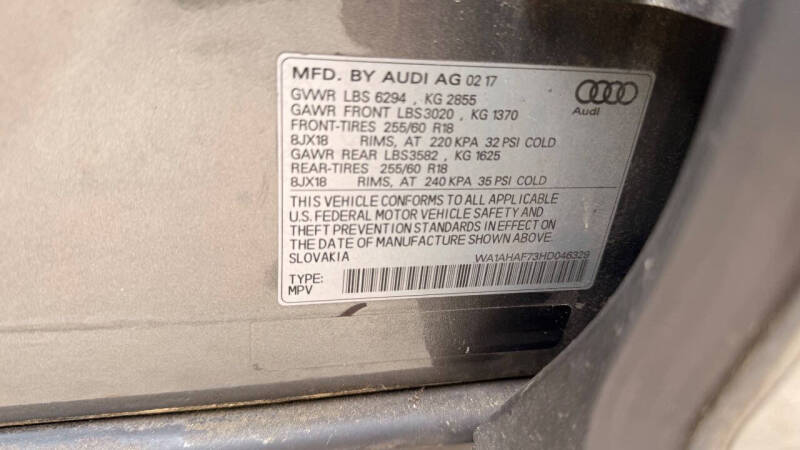 MFD. BY AUDI AG 02 17
GVWR LBS 6294 , KG 2855
GAWR FRONT LBS3020 , KG 1370
FRONT-TIRES 255/60 R18
8JX18 RIMS, AT 220 KPA 32 PSI COLD
GAWR REAR LBS3582 , KG 1625
REAR-TIRES 255/60 R18
8JX18 RIMS, AT 240 KPA 35 PSI COLD
THIS VEHICLE CONFORMS TO ALL APPLICABLE
U.S. FEDERAL MOTOR VEHICLE SAFETY AND
THEFT PREVENTION STANDARDS IN EFFECT ON
THE DATE OF MANUFACTURE SHOWN ABOVE.
SLOVAKIA WA1AHAF73HD046329
TYPE:
MPV
Audi